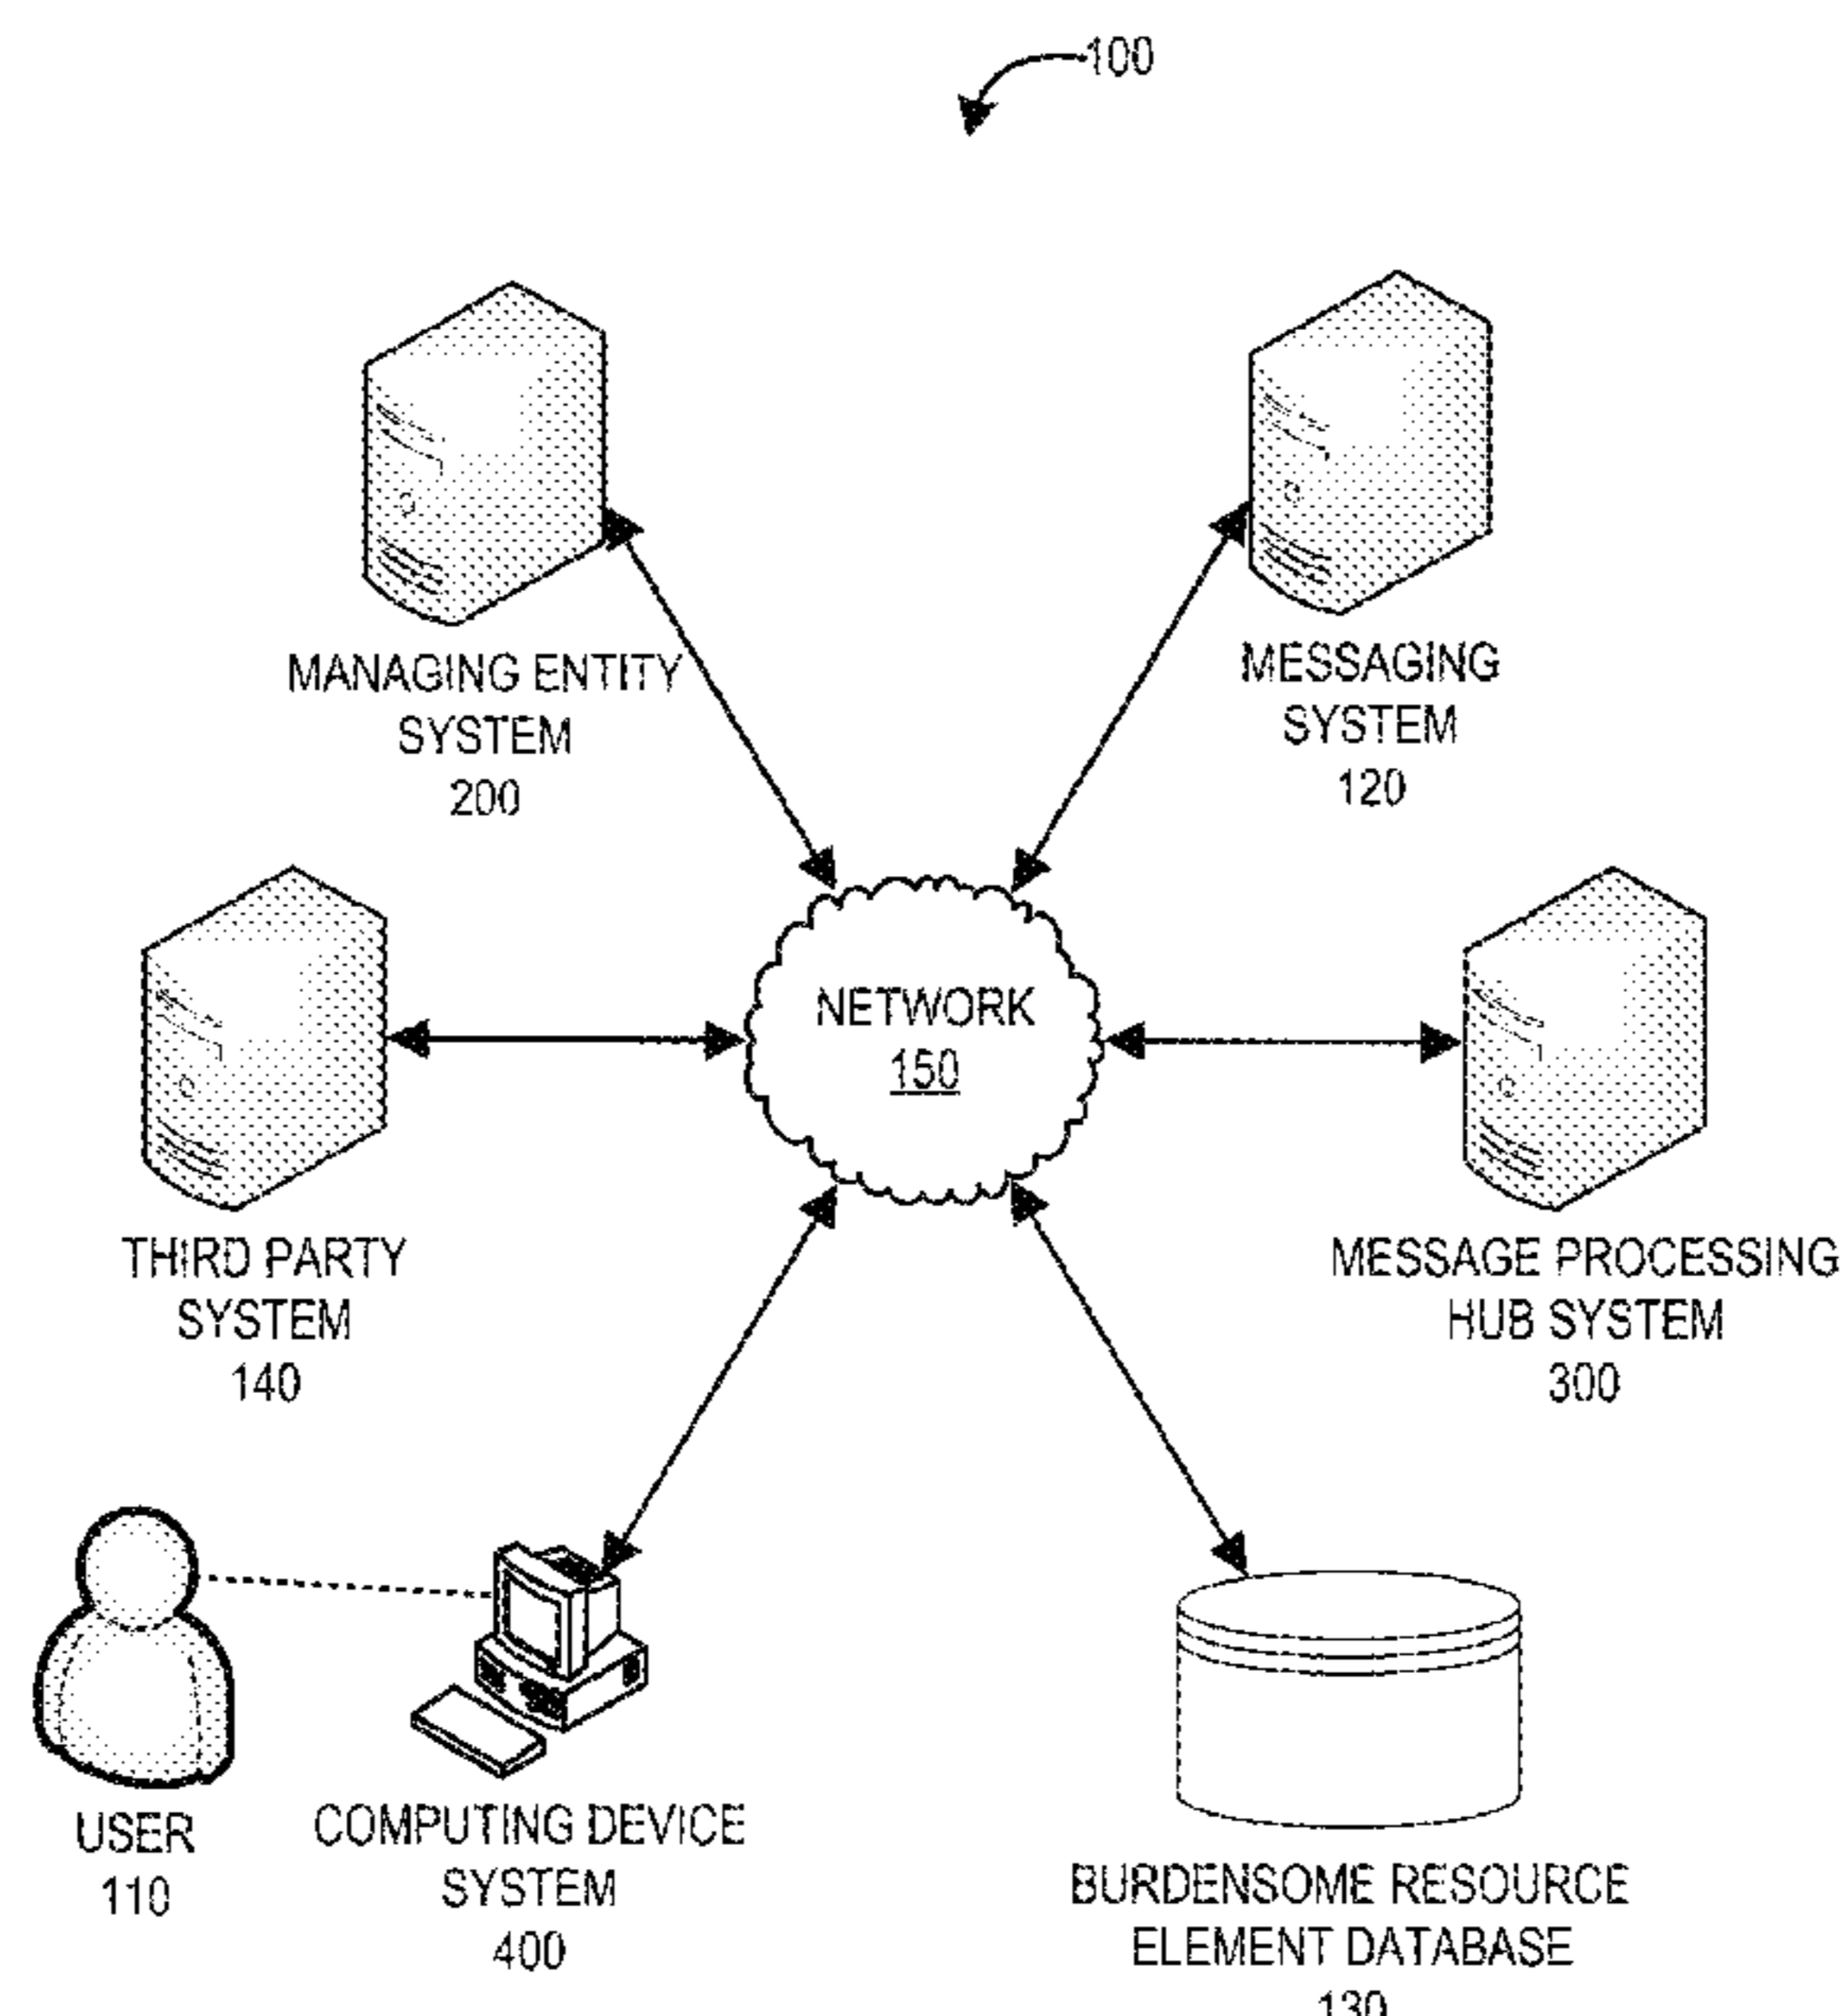 100
MANAGING ENTITY
SYSTEM
200
MESSAGING
SYSTEM
120
NETWORK
150
THIRD PARTY
SYSTEM
140
MESSAGE PROCESSING
HUB SYSTEM
300
USER
110
COMPUTING DEVICE
SYSTEM
400
BURDENSOME RESOURCE
ELEMENT DATABASE
130